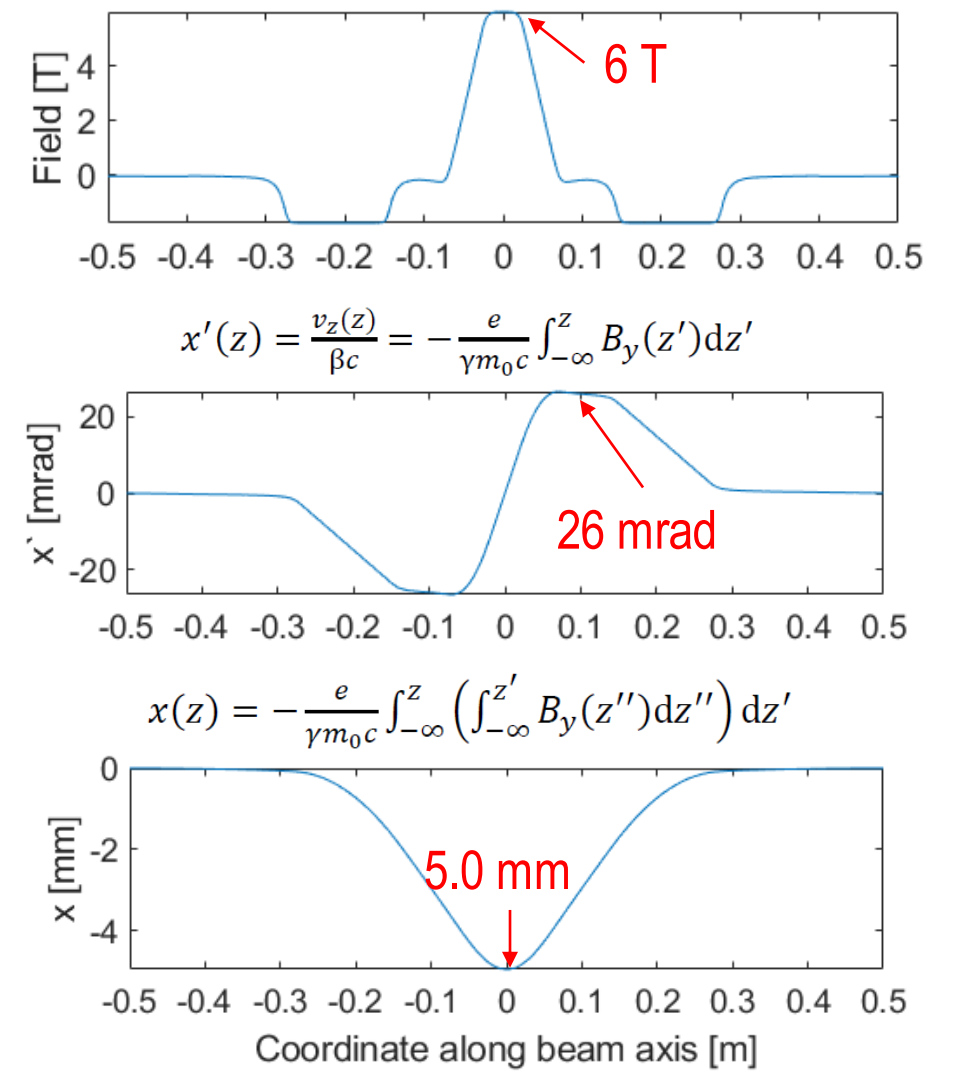 Field [T]
4
2
0
6 T
-0.5 -0.4 -0.3 -0.2 -0.1 0 0.1 0.2 0.3 0.4 0.5
x′(z) = v_z(z)/βc = − e/γm₀c ∫_{−∞}^{z} B_y(z′)dz′
x` [mrad]
20
0
-20
26 mrad
-0.5 -0.4 -0.3 -0.2 -0.1 0 0.1 0.2 0.3 0.4 0.5
x(z) = − e/γm₀c ∫_{−∞}^{z} (∫_{−∞}^{z′} B_y(z′′)dz′′) dz′
x [mm]
0
-2
-4
5.0 mm
-0.5 -0.4 -0.3 -0.2 -0.1 0 0.1 0.2 0.3 0.4 0.5
Coordinate along beam axis [m]